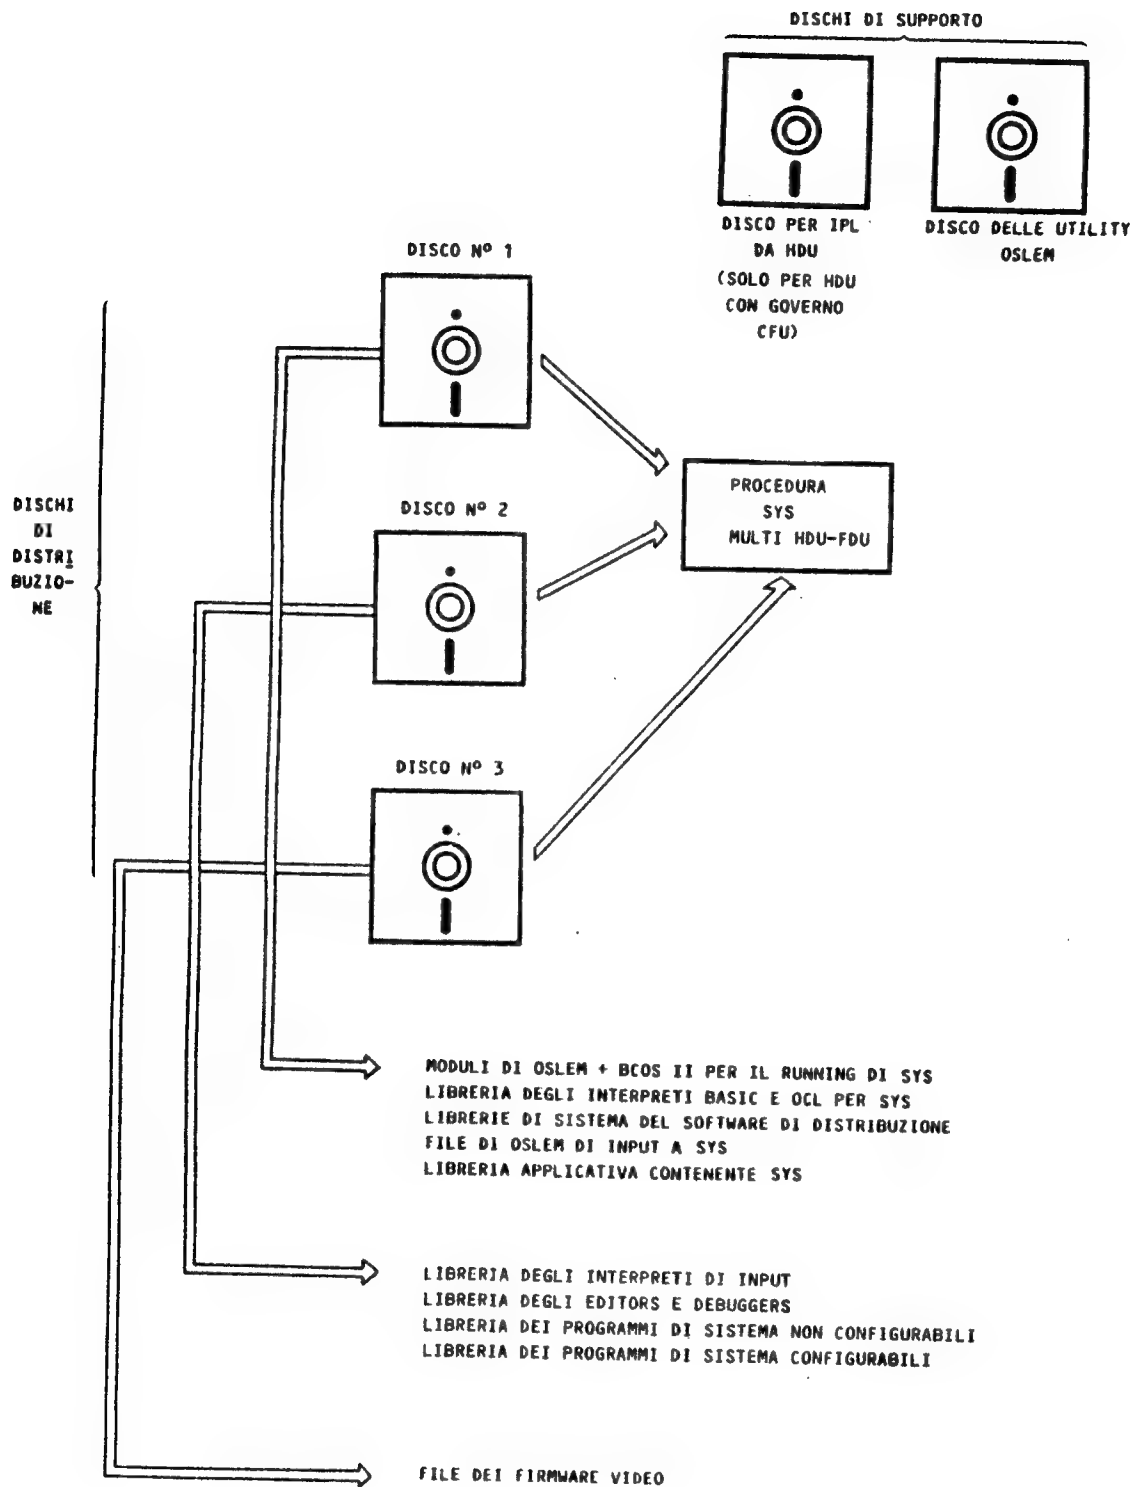 DISCHI DI SUPPORTO
DISCO PER IPL
DA HDU
(SOLO PER HDU
CON GOVERNO
CFU)
DISCO DELLE UTILITY
OSLEM
DISCO Nº 1
DISCHI
DI
DISTRI
BUZIO-
NE
DISCO Nº 2
PROCEDURA
SYS
MULTI HDU-FDU
DISCO Nº 3
MODULI DI OSLEM + BCOS II PER IL RUNNING DI SYS
LIBRERIA DEGLI INTERPRETI BASIC E OCL PER SYS
LIBRERIE DI SISTEMA DEL SOFTWARE DI DISTRIBUZIONE
FILE DI OSLEM DI INPUT A SYS
LIBRERIA APPLICATIVA CONTENENTE SYS
LIBRERIA DEGLI INTERPRETI DI INPUT
LIBRERIA DEGLI EDITORS E DEBUGGERS
LIBRERIA DEI PROGRAMMI DI SISTEMA NON CONFIGURABILI
LIBRERIA DEI PROGRAMMI DI SISTEMA CONFIGURABILI
FILE DEI FIRMWARE VIDEO